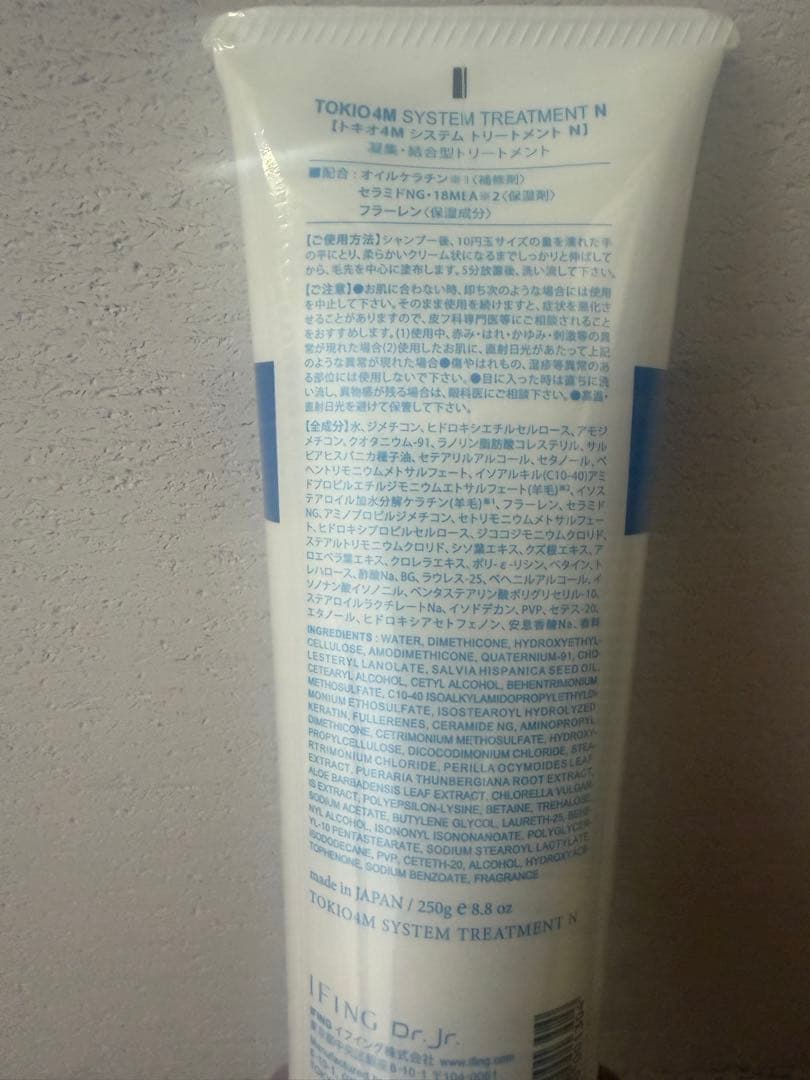 TOKIO4M SYSTEM TREATMENT N
【トキオ4M システム トリートメント N】
凝集・結合型トリートメント
■配合：オイルケラチン※1〈補修剤〉
セラミドNG・18MEA※2〈保湿剤〉
フラーレン〈保湿成分〉
【ご使用方法】シャンプー後、10円玉サイズの量を濡れた手
の平にとり、柔らかいクリーム状になるまでしっかりと伸ばして
から、毛先を中心に塗布します。5分放置後、洗い流して下さい。
【ご注意】●お肌に合わない時、即ち次のような場合には使用
を中止して下さい。そのまま使用を続けますと、症状を悪化さ
せることがありますので、皮フ科専門医等にご相談されること
をおすすめします。(1)使用中、赤み・はれ・かゆみ・刺激等の異
常が現れた場合(2)使用したお肌に、直射日光があたって上記
のような異常が現れた場合●傷やはれもの、湿疹等異常のあ
る部位には使用しないで下さい。●目に入った時は直ちに洗
い流し、異物感が残る場合は、眼科医にご相談下さい。●高温・
直射日光を避けて保管して下さい。
【全成分】水、ジメチコン、ヒドロキシエチルセルロース、アモジ
メチコン、クオタニウム-91、ラノリン脂肪酸コレステリル、サル
ビアヒスパニカ種子油、セテアリルアルコール、セタノール、ベ
ヘントリモニウムメトサルフェート、イソアルキル(C10-40)アミ
ドプロピルエチルジモニウムエトサルフェート(羊毛)※2、イソス
テアロイル加水分解ケラチン(羊毛)※1、フラーレン、セラミド
NG、アミノプロピルジメチコン、セトリモニウムメトサルフェー
ト、ヒドロキシプロピルセルロース、ジココジモニウムクロリド、
ステアルトリモニウムクロリド、シソ葉エキス、クズ根エキス、ア
ロエベラ葉エキス、クロレラエキス、ポリ-ε-リシン、ベタイン、ト
レハロース、酢酸Na、BG、ラウレス-25、ベヘニルアルコール、イ
ソノナン酸イソノニル、ペンタステアリン酸ポリグリセリル-10、
ステアロイルラクチレートNa、イソドデカン、PVP、セテス-20、
エタノール、ヒドロキシアセトフェノン、安息香酸Na、香料
INGREDIENTS : WATER, DIMETHICONE, HYDROXYETHYL-
CELLULOSE, AMODIMETHICONE, QUATERNIUM-91, CHO-
LESTERYL LANOLATE, SALVIA HISPANICA SEED OIL,
CETEARYL ALCOHOL, CETYL ALCOHOL, BEHENTRIMONIUM
METHOSULFATE, C10-40 ISOALKYLAMIDOPROPYLETHYLDI-
MONIUM ETHOSULFATE, ISOSTEAROYL HYDROLYZED
KERATIN, FULLERENES, CERAMIDE NG, AMINOPROPYL
DIMETHICONE, CETRIMONIUM METHOSULFATE, HYDROXY-
PROPYLCELLULOSE, DICOCODIMONIUM CHLORIDE, STEA-
RTRIMONIUM CHLORIDE, PERILLA OCYMOIDES LEAF
EXTRACT, PUERARIA THUNBERGIANA ROOT EXTRACT,
ALOE BARBADENSIS LEAF EXTRACT, CHLORELLA VULGAR-
IS EXTRACT, POLYEPSILON-LYSINE, BETAINE, TREHALOSE,
SODIUM ACETATE, BUTYLENE GLYCOL, LAURETH-25, BEHE-
NYL ALCOHOL, ISONONYL ISONONANOATE, POLYGLYCER-
YL-10 PENTASTEARATE, SODIUM STEAROYL LACTYLATE,
ISODODECANE, PVP, CETETH-20, ALCOHOL, HYDROXYACE-
TOPHENONE, SODIUM BENZOATE, FRAGRANCE
made in JAPAN / 250g e 8.8 oz
TOKIO4M SYSTEM TREATMENT N
IFING Dr.Jr.
IFING イフィング株式会社 www.ifing.com
東京都中央区銀座8-10-1 〒104-0061
Manufactured
8-10-1,